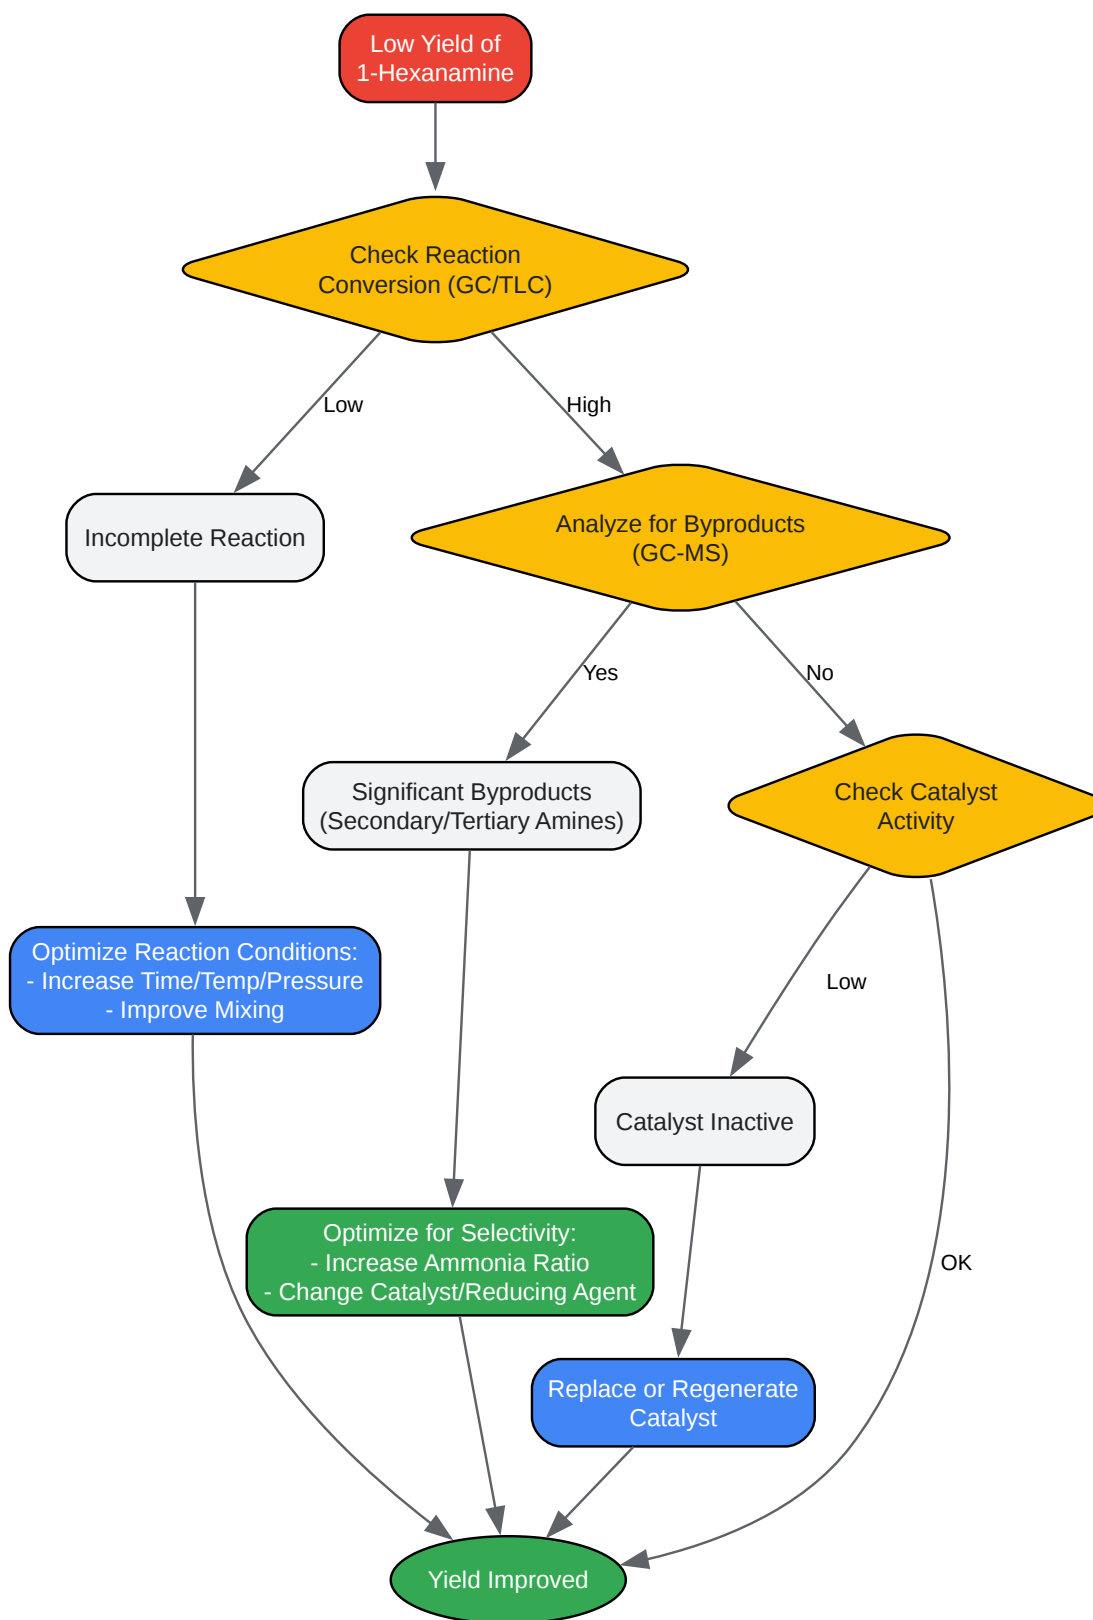 Low Yield of
1-Hexanamine
Check Reaction
Conversion (GC/TLC)
Low
High
Incomplete Reaction
Analyze for Byproducts
(GC-MS)
Yes
No
Significant Byproducts
(Secondary/Tertiary Amines)
Check Catalyst
Activity
Optimize Reaction Conditions:
- Increase Time/Temp/Pressure
- Improve Mixing
Low
Catalyst Inactive
Optimize for Selectivity:
- Increase Ammonia Ratio
- Change Catalyst/Reducing Agent
OK
Replace or Regenerate
Catalyst
Yield Improved